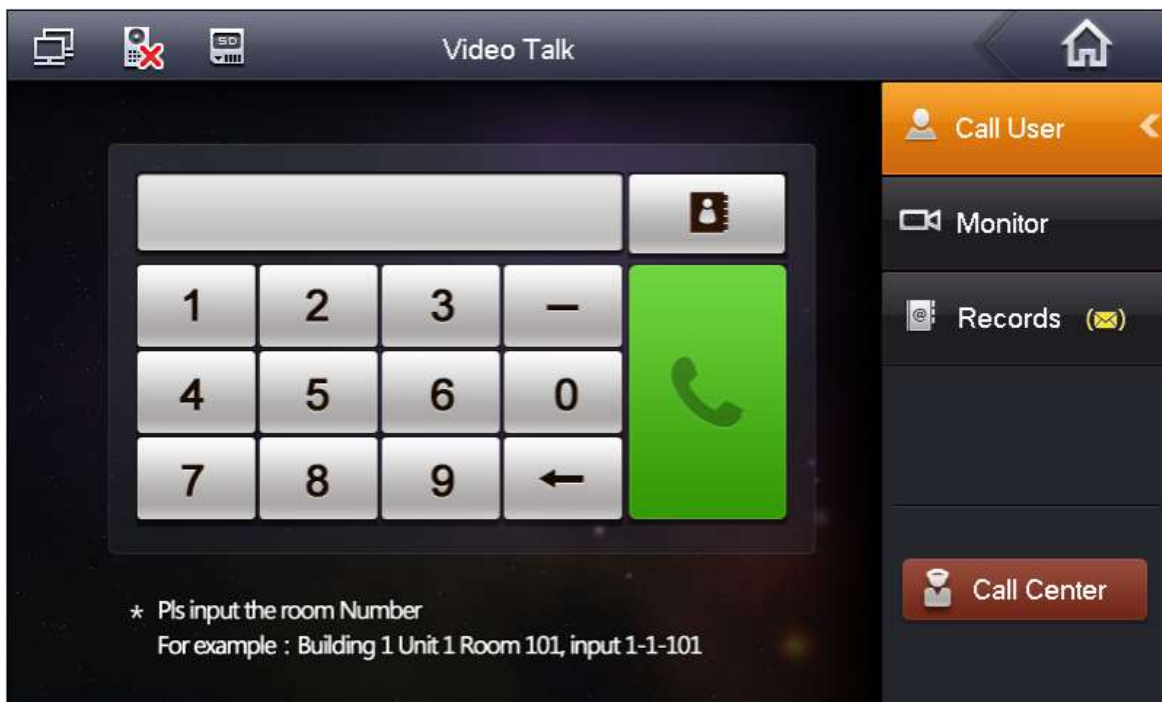 SD
Video Talk
Call User
Monitor
Records
1 2 3 –
4 5 6 0
7 8 9 ←
@
Call Center
* Pls input the room Number
For example : Building 1 Unit 1 Room 101, input 1-1-101